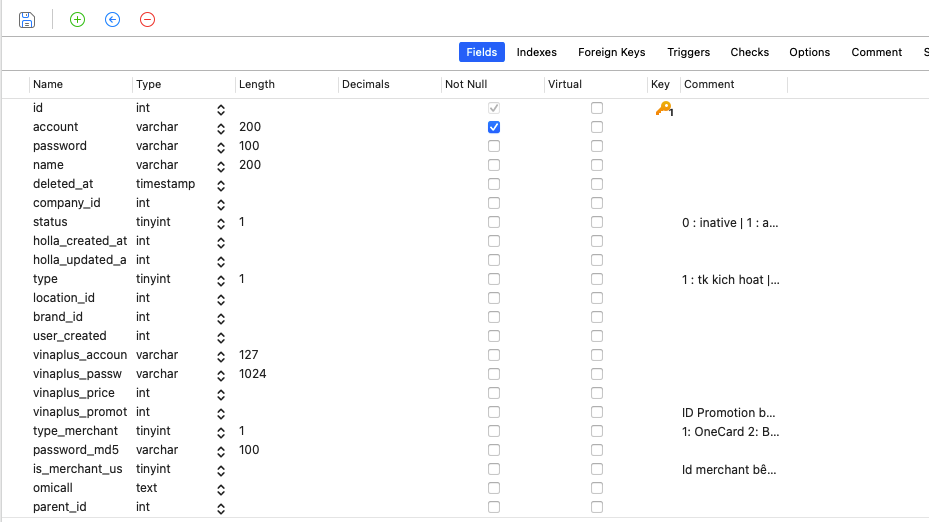 Fields Indexes Foreign Keys Triggers Checks Options Comment S
Name Type Length Decimals Not Null Virtual Key Comment
id int 1
account varchar 200
password varchar 100
name varchar 200
deleted_at timestamp
company_id int
status tinyint 1 0 : inative | 1 : a...
holla_created_at int
holla_updated_a int
type tinyint 1 1 : tk kich hoat |...
location_id int
brand_id int
user_created int
vinaplus_accoun varchar 127
vinaplus_passw varchar 1024
vinaplus_price int
vinaplus_promot int ID Promotion b...
type_merchant tinyint 1 1: OneCard 2: B...
password_md5 varchar 100
is_merchant_us tinyint Id merchant bê...
omicall text
parent_id int